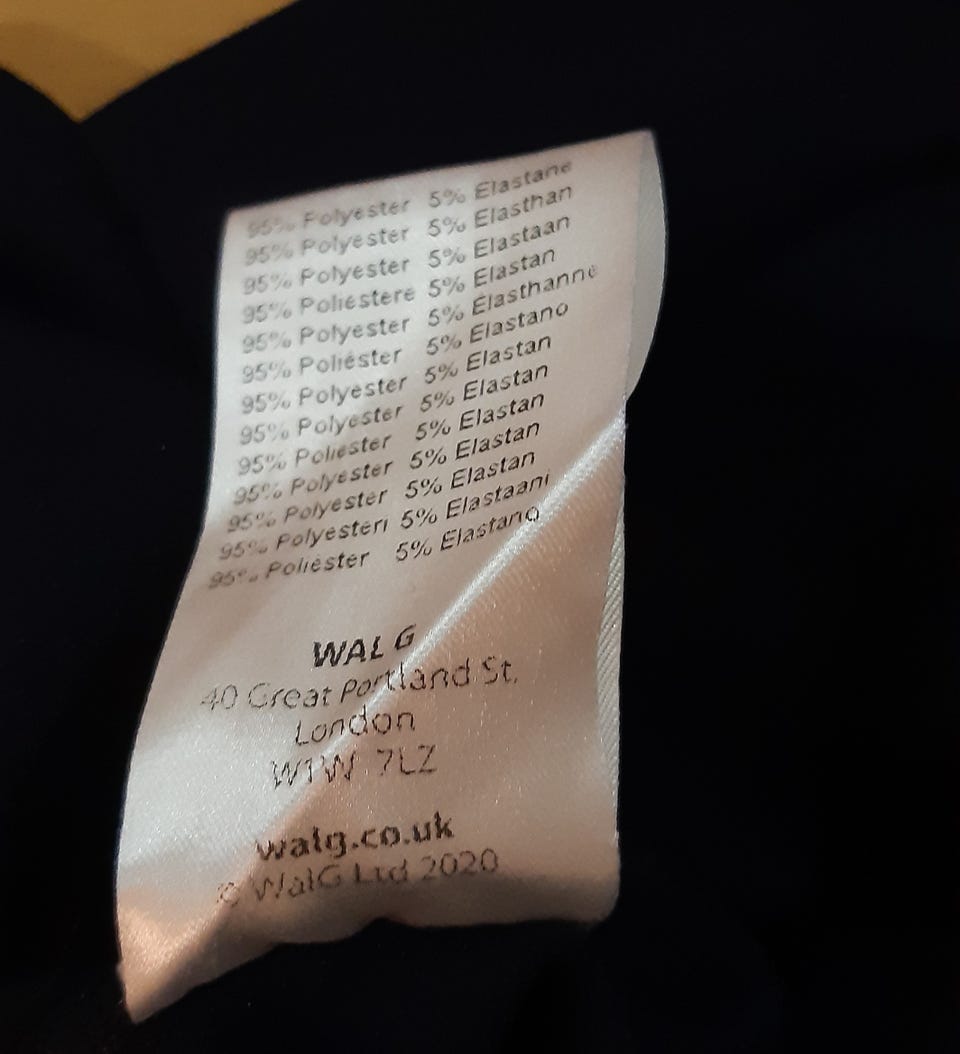 95% Polyester 5% Elastane
95% Polyester 5% Elasthan
95% Polyester 5% Elastaan
95% Poliestere 5% Elastan
95% Polyester 5% Elasthanne
95% Poliéster 5% Elastano
95% Polyester 5% Elastan
95% Polyester 5% Elastan
95% Poliester 5% Elastan
95% Polyester 5% Elastan
95% Polyester 5% Elastan
95% Polyesteri 5% Elastaani
95% Poliéster 5% Elastano
WAL G
40 Great Portland St.
London
W1W 7LZ
walg.co.uk
© WalG Ltd 2020